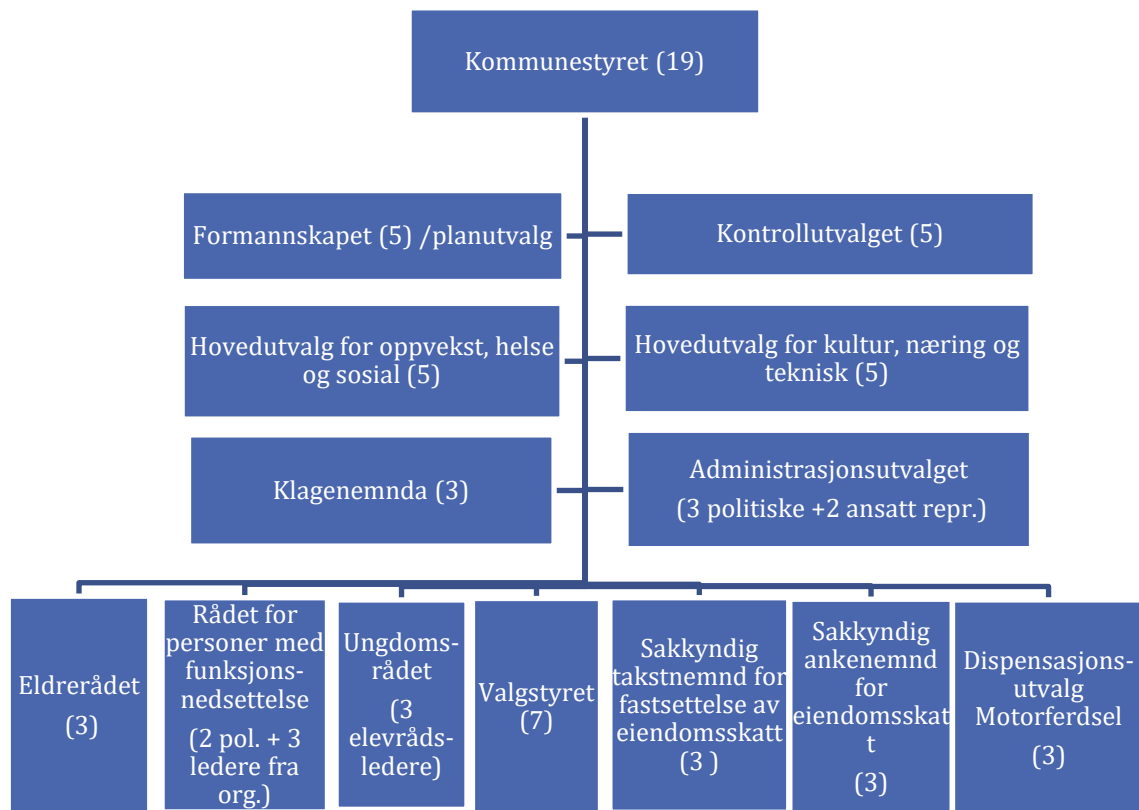 Kommunestyret (19)
Formannskapet (5) /planutvalg
Kontrollutvalget (5)
Hovedutvalg for oppvekst, helse
og sosial (5)
Hovedutvalg for kultur, næring og
teknisk (5)
Klagenemnda (3)
Administrasjonsutvalget
(3 politiske +2 ansatt repr.)
Eldrerådet
(3)
Rådet for
personer med
funksjons-
nedsettelse
(2 pol. + 3
ledere fra
org.)
Ungdoms-
rådet
(3
elevråds-
ledere)
Valgstyret
(7)
Sakkyndig
takstnemnd for
fastsettelse av
eiendomsskatt
(3 )
Sakkyndig
ankenemnd
for
eiendomsskat
t
(3)
Dispensasjons-
utvalg
Motorferdsel
(3)